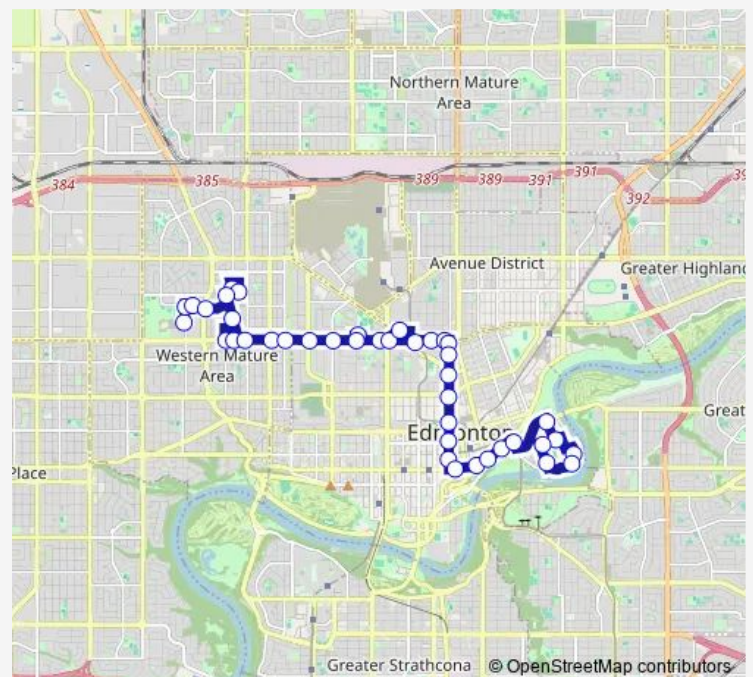 Northern Mature
Area
384
385
389
389
391
391
39
392
Avenue District
Greater Highland
Western Mature
Area
Edmonton
Great
Place
Greater Strathcona
© OpenStreetMap contributors